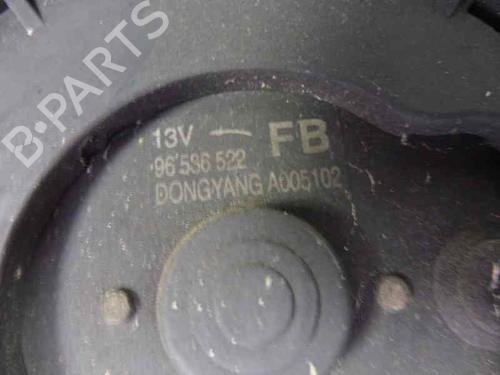 B-PARTS
13V — FB
96 536 522
DONGYANG A005102